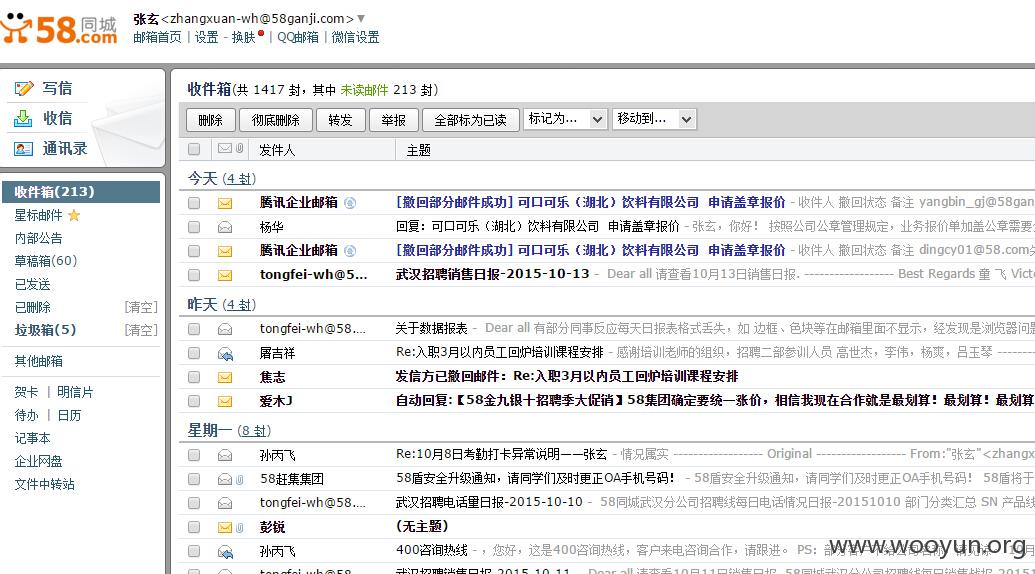 58同城.com
张玄<zhangxuan-wh@58ganji.com>
邮箱首页 | 设置 - 换肤 | QQ邮箱 | 微信设置
写信
收信
通讯录
收件箱(213)
星标邮件
内部公告
草稿箱(60)
已发送
已删除 [清空]
垃圾箱(5) [清空]
其他邮箱
贺卡 | 明信片
待办 | 日历
记事本
企业网盘
文件中转站
收件箱(共 1417 封，其中 未读邮件 213 封)
删除 彻底删除 转发 举报 全部标为已读 标记为... 移动到...
发件人 主题
今天 (4 封)
腾讯企业邮箱 [撤回部分邮件成功] 可口可乐（湖北）饮料有限公司 申请盖章报价 - 收件人 撤回状态 备注 yangbin_gj@58gan
杨华 回复：可口可乐（湖北）饮料有限公司 申请盖章报价 - 张玄，你好！ 按照公司公章管理规定，业务报价单加盖公章需要
腾讯企业邮箱 [撤回部分邮件成功] 可口可乐（湖北）饮料有限公司 申请盖章报价 - 收件人 撤回状态 备注 dingcy01@58.com
tongfei-wh@5... 武汉招聘销售日报-2015-10-13 - Dear all 请查看10月13日销售日报. ------------------ Best Regards 童 飞 Vict
昨天 (4 封)
tongfei-wh@58.... 关于数据报表 - Dear all 有部分同事反应每天日报表格式丢失，如 边框、色块等在邮箱里面不显示，经发现是浏览器问
屠吉祥 Re:入职3月以内员工回炉培训课程安排 - 感谢培训老师的组织，招聘二部参训人员 高世杰，李伟，杨爽，吕玉琴
焦志 发信方已撤回邮件：Re:入职3月以内员工回炉培训课程安排
爱木J 自动回复:【58金九银十招聘季大促销】58集团确定要统一涨价，相信我现在合作就是最划算！最划算！最划算
星期一 (8 封)
孙丙飞 Re:10月8日考勤打卡异常说明——张玄 - 情况属实 ------------------ Original ------------------ From:"张玄"<zhangx
58赶集集团 58盾安全升级通知，请同学们及时更正OA手机号码！ - 58盾安全升级通知，请同学们及时更正OA手机号码！ 58盾将于
tongfei-wh@58.... 武汉招聘电话量日报-2015-10-10 - 58同城武汉分公司招聘线每日电话情况日报-20151010 部门分类汇总 SN 产品线
彭锐 (无主题)
孙丙飞 400咨询热线 - ，您好，这是400咨询热线，客户来电咨询合作，请跟进。 PS：
tongfei-wh@58.... 武汉招聘销售日报-2015-10-11 - Dear all 请查看10月11日销售日报. 58同城武汉分公司招聘线每日销售战报 2015
www.wooyun.org